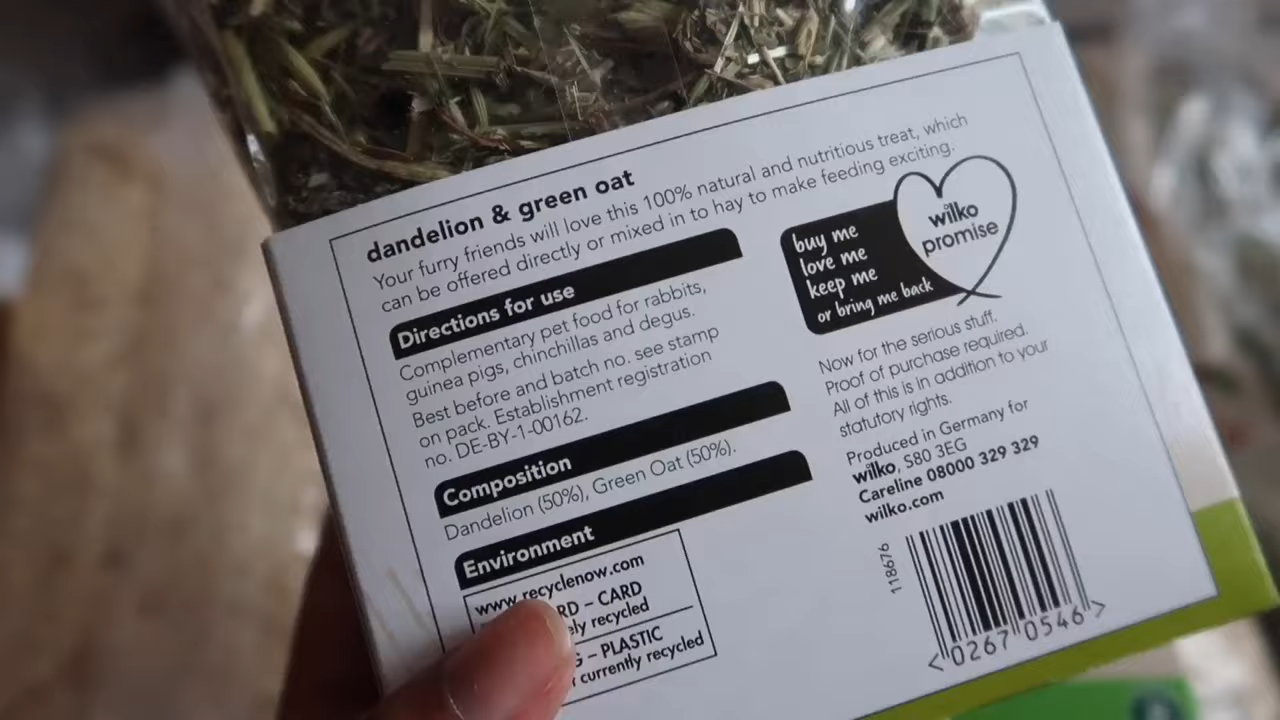 dandelion & green oat
Your furry friends will love this 100% natural and nutritious treat, which
can be offered directly or mixed in to hay to make feeding exciting.
Directions for use
Complementary pet food for rabbits,
guinea pigs, chinchillas and degus.
Best before and batch no. see stamp
on pack. Establishment registration
no. DE-BY-1-00162.
Composition
Dandelion (50%), Green Oat (50%).
Environment
www.recyclenow.com
– CARD
recycled
– PLASTIC
currently recycled
buy me
love me
keep me
or bring me back
wilko
promise
Now for the serious stuff.
Proof of purchase required.
All of this is in addition to your
statutory rights.
Produced in Germany for
wilko, S80 3EG
Careline 08000 329 329
wilko.com
118676
<0267 0546>